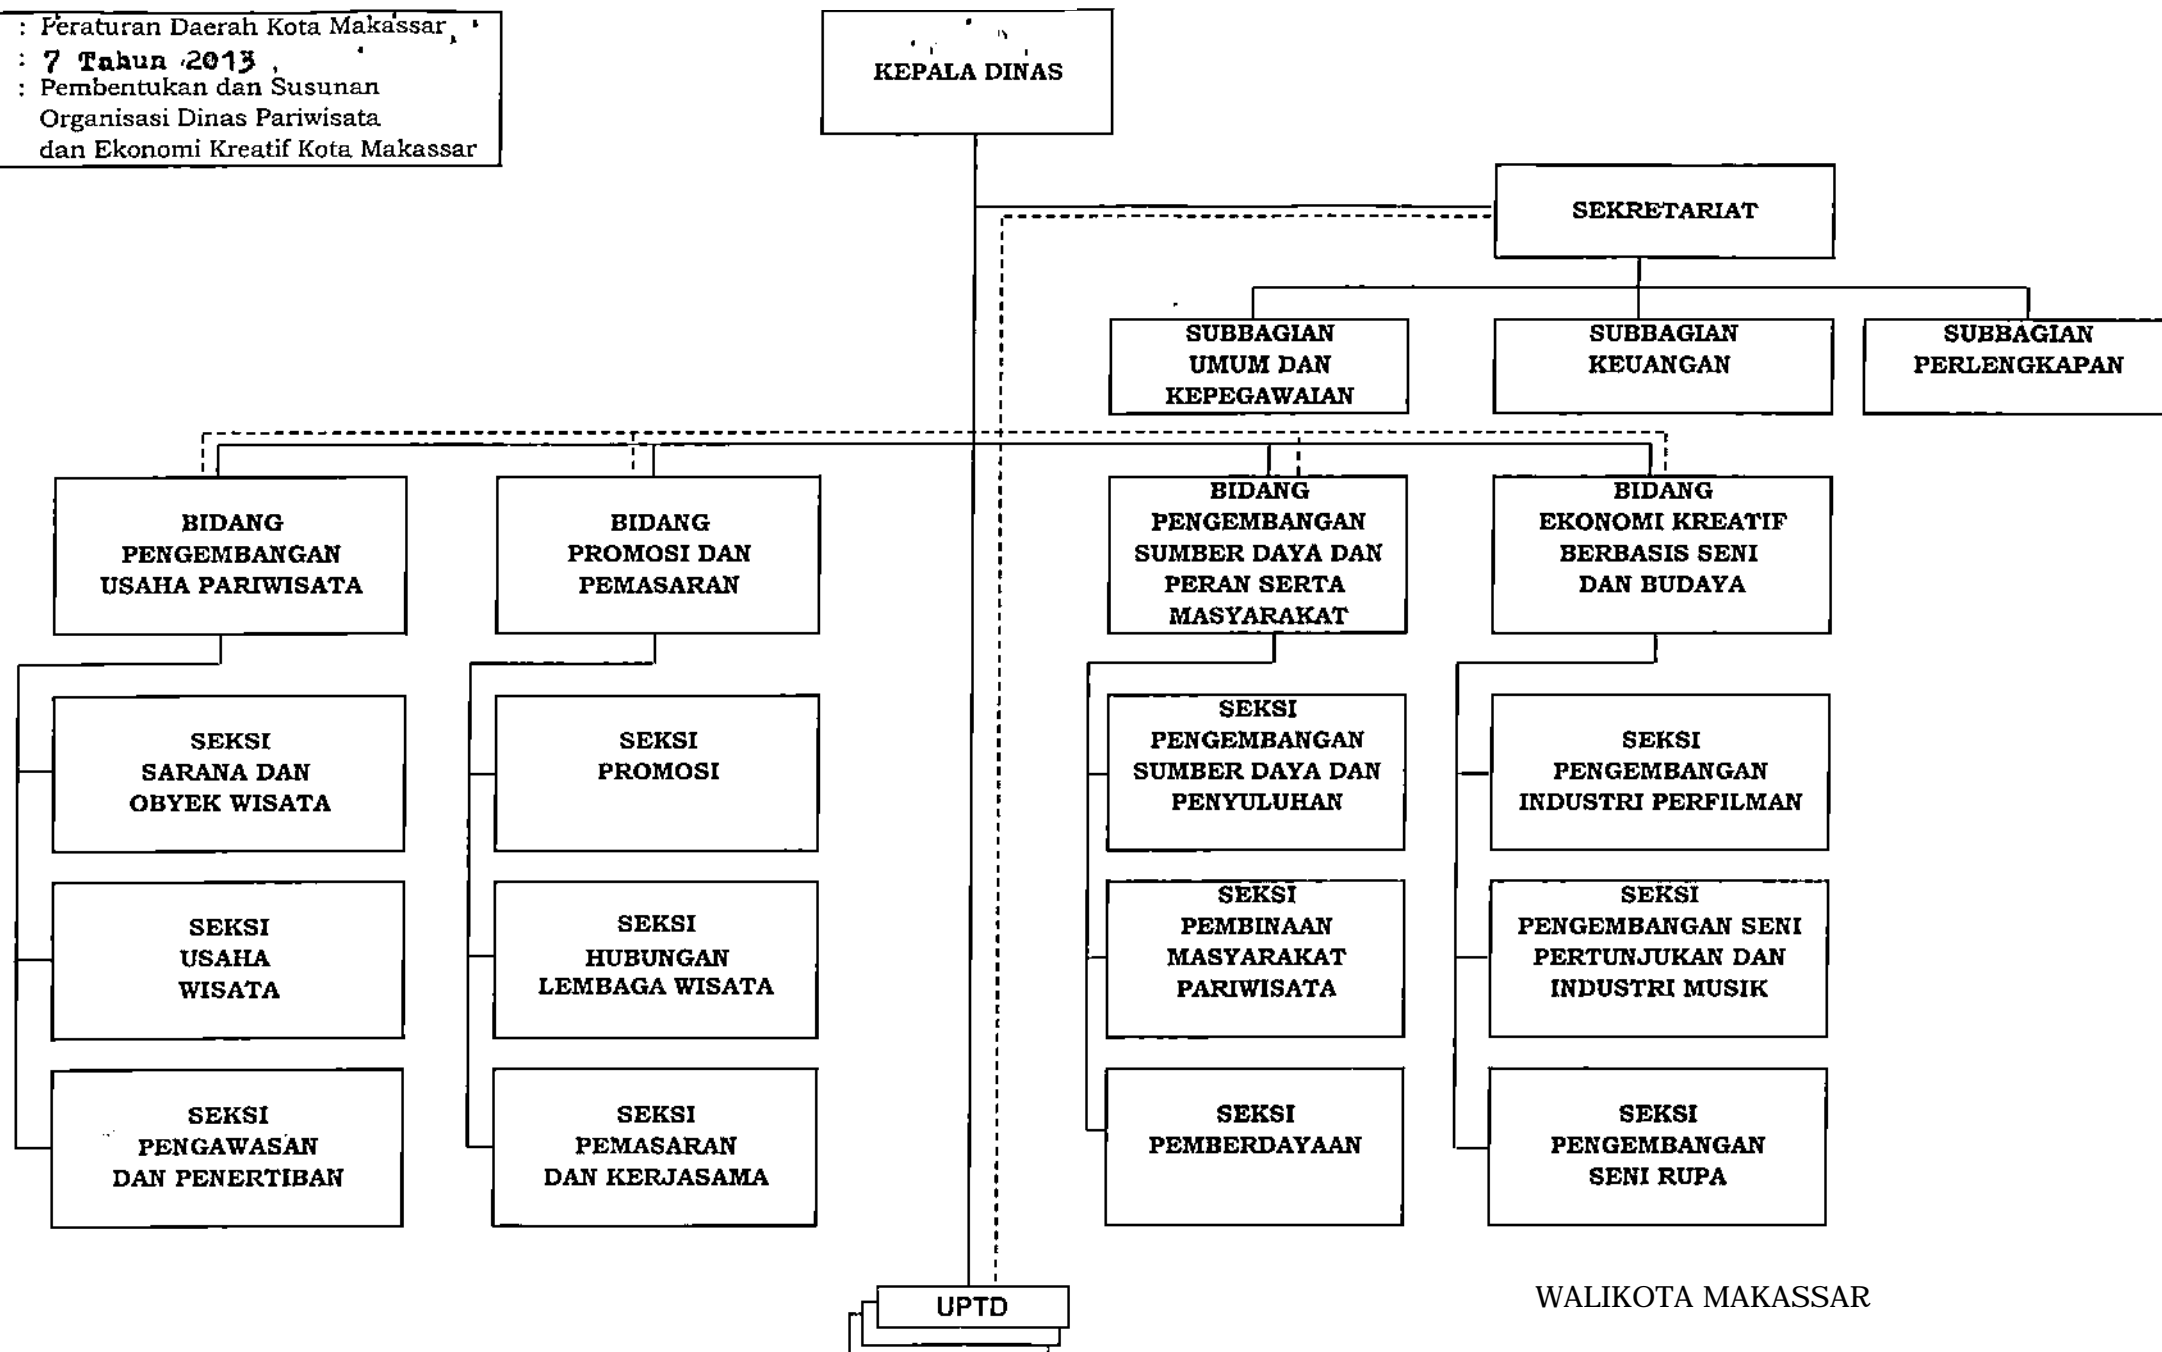 : Peraturan Daerah Kota Makassar
: 7 Tahun 2013
: Pembentukan dan Susunan
Organisasi Dinas Pariwisata
dan Ekonomi Kreatif Kota Makassar
KEPALA DINAS
SEKRETARIAT
SUBBAGIAN
UMUM DAN
KEPEGAWAIAN
SUBBAGIAN
KEUANGAN
SUBBAGIAN
PERLENGKAPAN
BIDANG
PENGEMBANGAN
USAHA PARIWISATA
BIDANG
PROMOSI DAN
PEMASARAN
BIDANG
PENGEMBANGAN
SUMBER DAYA DAN
PERAN SERTA
MASYARAKAT
BIDANG
EKONOMI KREATIF
BERBASIS SENI
DAN BUDAYA
SEKSI
SARANA DAN
OBYEK WISATA
SEKSI
PROMOSI
SEKSI
PENGEMBANGAN
SUMBER DAYA DAN
PENYULUHAN
SEKSI
PENGEMBANGAN
INDUSTRI PERFILMAN
SEKSI
USAHA
WISATA
SEKSI
HUBUNGAN
LEMBAGA WISATA
SEKSI
PEMBINAAN
MASYARAKAT
PARIWISATA
SEKSI
PENGEMBANGAN SENI
PERTUNJUKAN DAN
INDUSTRI MUSIK
SEKSI
PENGAWASAN
DAN PENERTIBAN
SEKSI
PEMASARAN
DAN KERJASAMA
SEKSI
PEMBERDAYAAN
SEKSI
PENGEMBANGAN
SENI RUPA
UPTD
WALIKOTA MAKASSAR